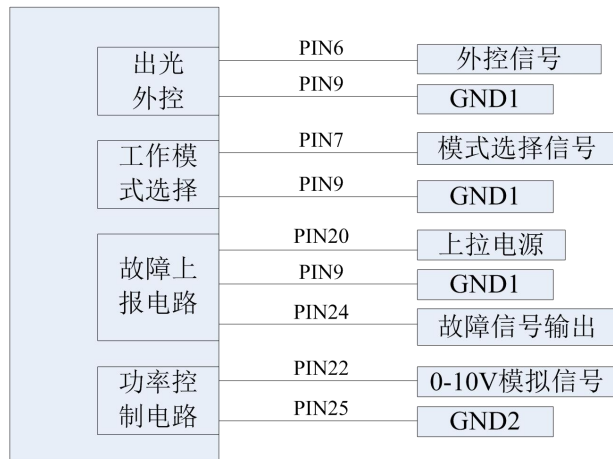 出光
外控
PIN6
外控信号
PIN9
GND1
工作模
式选择
PIN7
模式选择信号
PIN9
GND1
故障上
报电路
PIN20
上拉电源
PIN9
GND1
PIN24
故障信号输出
功率控
制电路
PIN22
0-10V模拟信号
PIN25
GND2